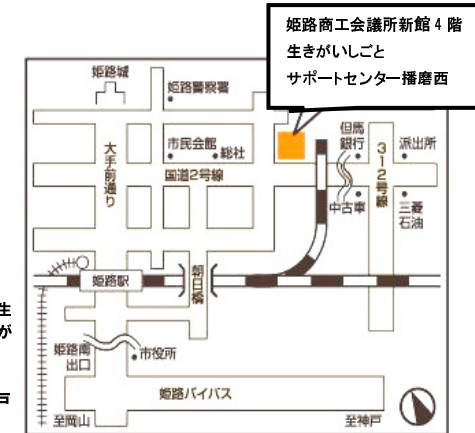 姫路商工会議所新館 4 階
生きがいしごと
サポートセンター播磨西
姫路城
姫路警察署
市民会館
総社
国道2号線
大手前通り
但馬
銀行
312号線
派出所
中古車
三菱
石油
姫路駅
朝日橋
生
が
姫路南
出口
市役所
戸
姫路バイパス
至岡山
至神戸